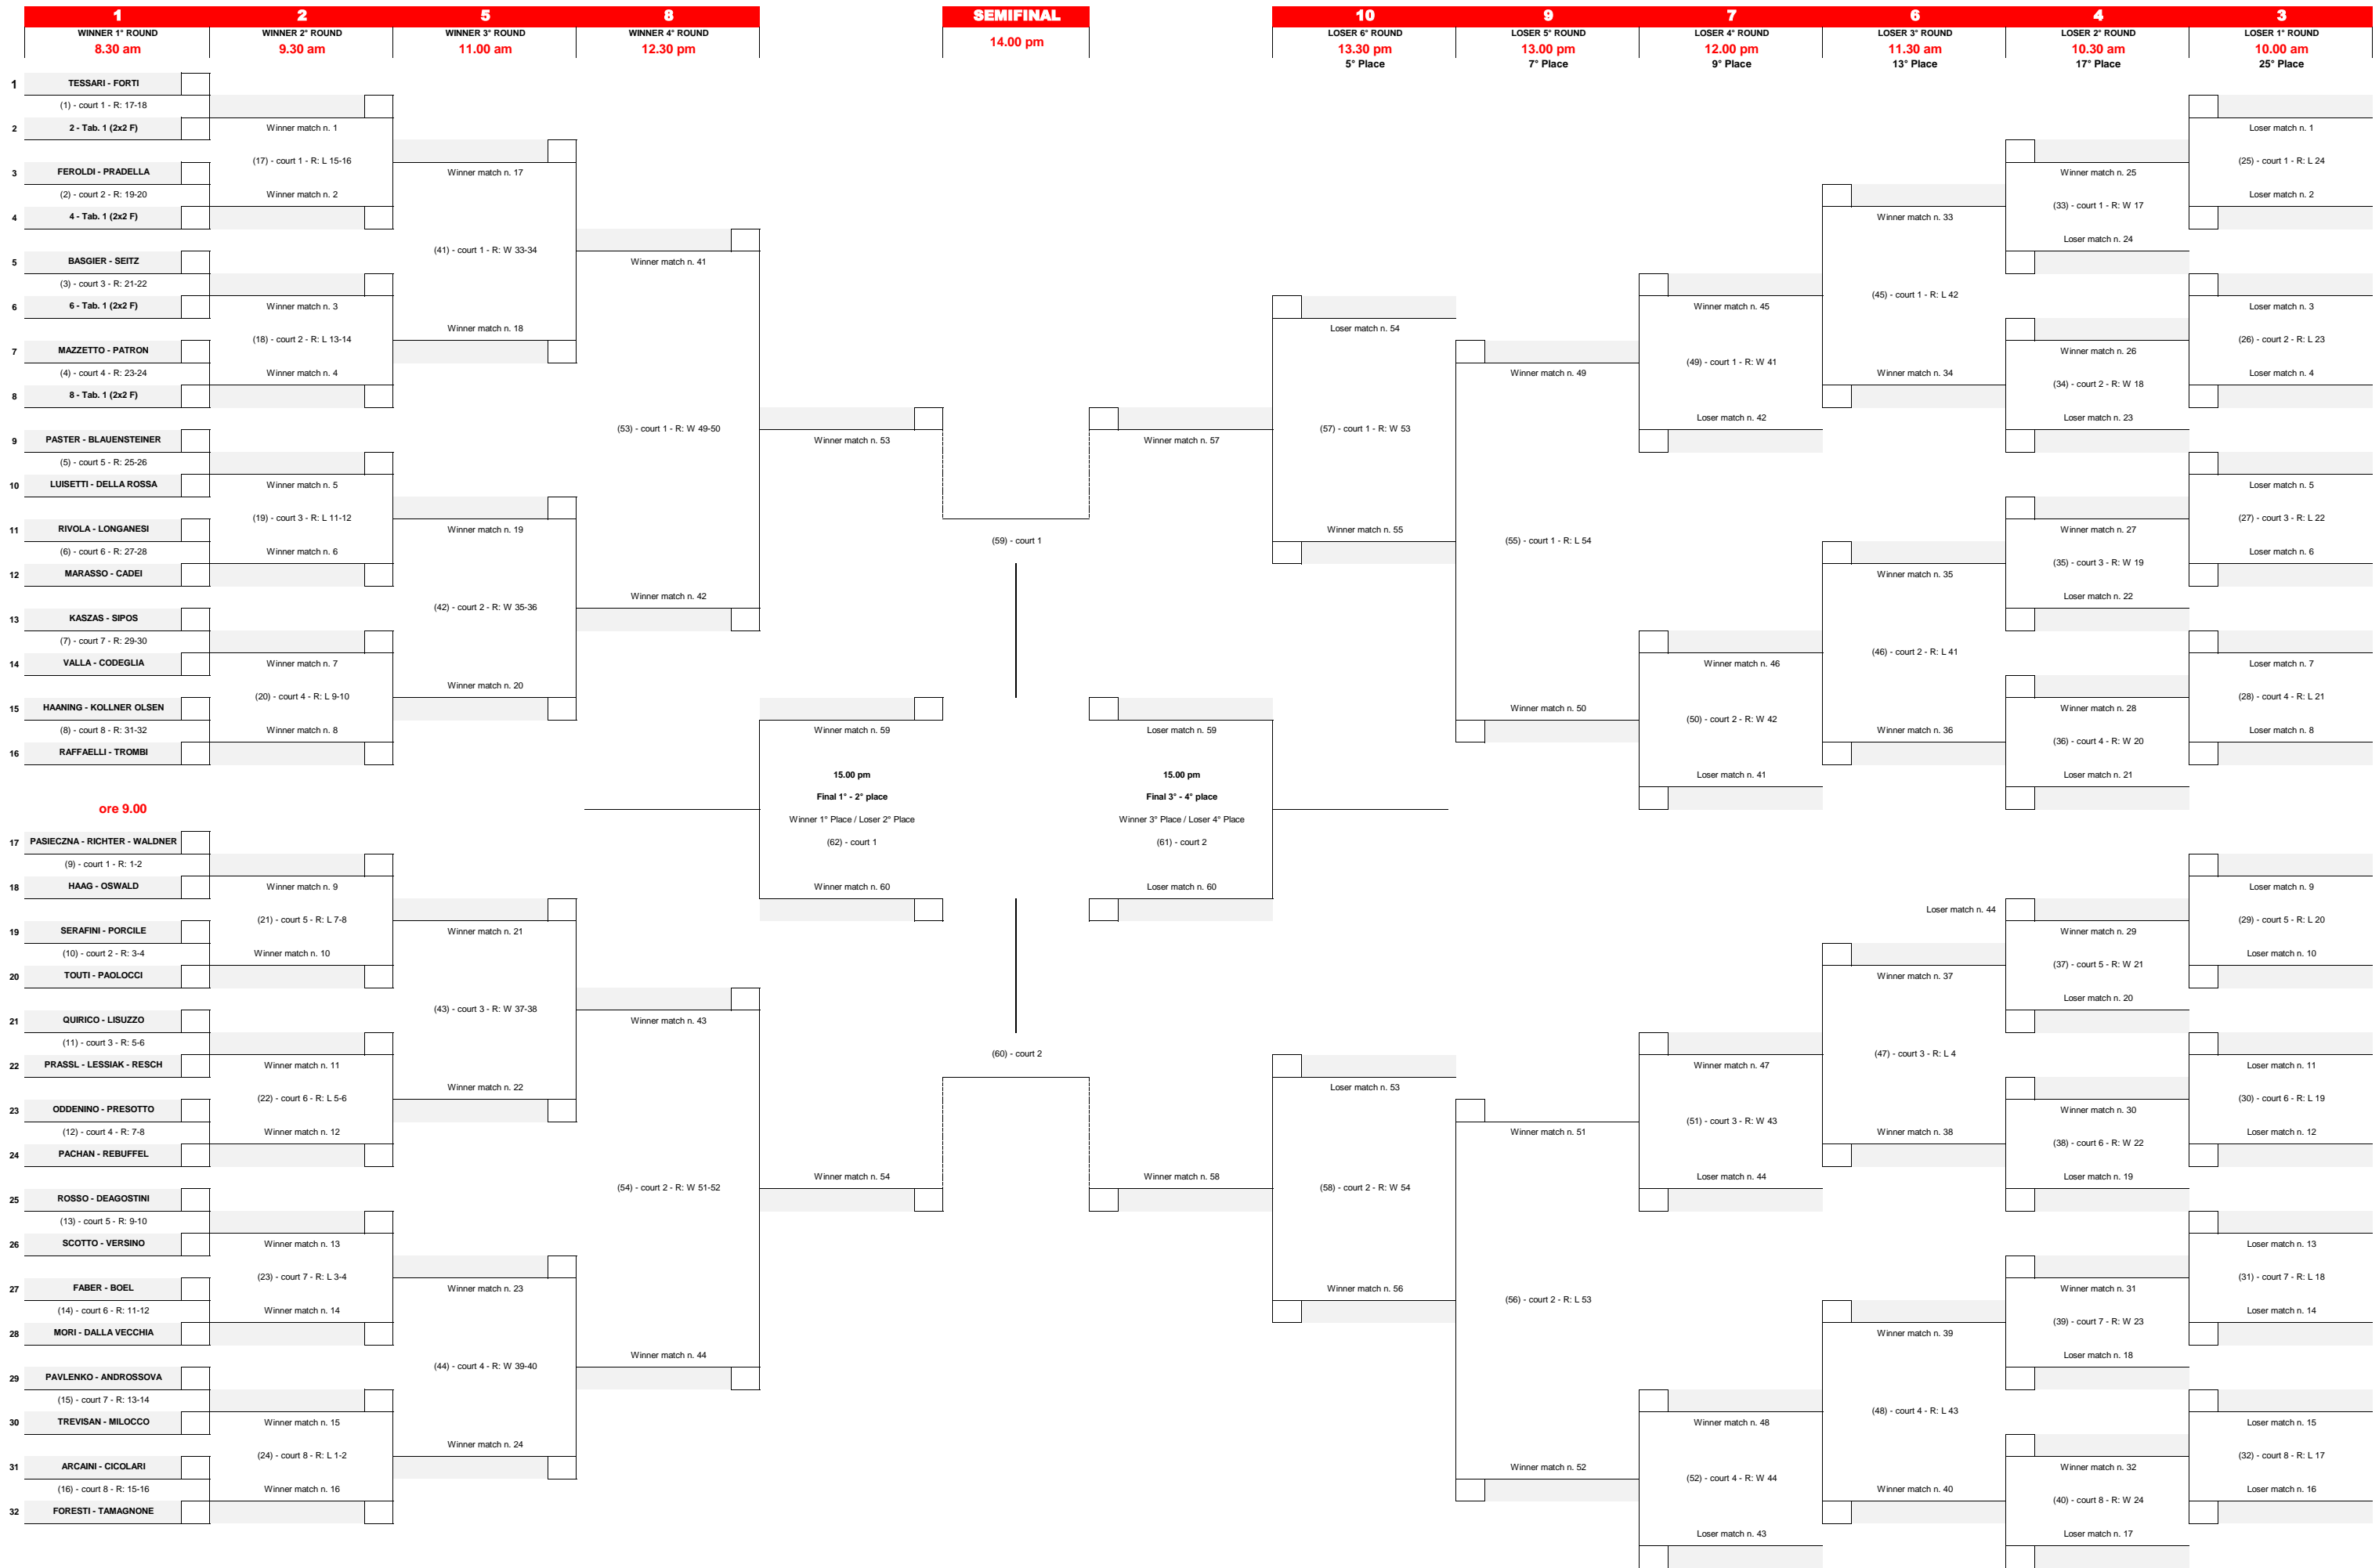 1 2 5 8 SEMIFINAL 10 9 7 6 4 3
WINNER 1° ROUND WINNER 2° ROUND WINNER 3° ROUND WINNER 4° ROUND LOSER 6° ROUND LOSER 5° ROUND LOSER 4° ROUND LOSER 3° ROUND LOSER 2° ROUND LOSER 1° ROUND
8.30 am 9.30 am 11.00 am 12.30 pm 14.00 pm 13.30 pm 13.00 pm 12.00 pm 11.30 am 10.30 am 10.00 am
5° Place 7° Place 9° Place 13° Place 17° Place 25° Place
1 TESSARI - FORTI
(1) - court 1 - R: 17-18
2 2 - Tab. 1 (2x2 F)
3 FEROLDI - PRADELLA
(2) - court 2 - R: 19-20
4 4 - Tab. 1 (2x2 F)
5 BASGIER - SEITZ
(3) - court 3 - R: 21-22
6 6 - Tab. 1 (2x2 F)
7 MAZZETTO - PATRON
(4) - court 4 - R: 23-24
8 8 - Tab. 1 (2x2 F)
9 PASTER - BLAUENSTEINER
(5) - court 5 - R: 25-26
10 LUISETTI - DELLA ROSSA
11 RIVOLA - LONGANESI
(6) - court 6 - R: 27-28
12 MARASSO - CADEI
13 KASZAS - SIPOS
(7) - court 7 - R: 29-30
14 VALLA - CODEGLIA
15 HAANING - KOLLNER OLSEN
(8) - court 8 - R: 31-32
16 RAFFAELLI - TROMBI
ore 9.00
17 PASIECZNA - RICHTER - WALDNER
(9) - court 1 - R: 1-2
18 HAAG - OSWALD
19 SERAFINI - PORCILE
(10) - court 2 - R: 3-4
20 TOUTI - PAOLOCCI
21 QUIRICO - LISUZZO
(11) - court 3 - R: 5-6
22 PRASSL - LESSIAK - RESCH
23 ODDENINO - PRESOTTO
(12) - court 4 - R: 7-8
24 PACHAN - REBUFFEL
25 ROSSO - DEAGOSTINI
(13) - court 5 - R: 9-10
26 SCOTTO - VERSINO
27 FABER - BOEL
(14) - court 6 - R: 11-12
28 MORI - DALLA VECCHIA
29 PAVLENKO - ANDROSSOVA
(15) - court 7 - R: 13-14
30 TREVISAN - MILOCCO
31 ARCAINI - CICOLARI
(16) - court 8 - R: 15-16
32 FORESTI - TAMAGNONE
Winner match n. 1
(17) - court 1 - R: L 15-16
Winner match n. 2
Winner match n. 3
(18) - court 2 - R: L 13-14
Winner match n. 4
Winner match n. 5
(19) - court 3 - R: L 11-12
Winner match n. 6
Winner match n. 7
(20) - court 4 - R: L 9-10
Winner match n. 8
Winner match n. 9
(21) - court 5 - R: L 7-8
Winner match n. 10
Winner match n. 11
(22) - court 6 - R: L 5-6
Winner match n. 12
Winner match n. 13
(23) - court 7 - R: L 3-4
Winner match n. 14
Winner match n. 15
(24) - court 8 - R: L 1-2
Winner match n. 16
Winner match n. 17
(41) - court 1 - R: W 33-34
Winner match n. 18
Winner match n. 19
(42) - court 2 - R: W 35-36
Winner match n. 20
Winner match n. 21
(43) - court 3 - R: W 37-38
Winner match n. 22
Winner match n. 23
(44) - court 4 - R: W 39-40
Winner match n. 24
Winner match n. 41
(53) - court 1 - R: W 49-50
Winner match n. 42
Winner match n. 43
(54) - court 2 - R: W 51-52
Winner match n. 44
Winner match n. 53
Winner match n. 59
15.00 pm
Final 1° - 2° place
Winner 1° Place / Loser 2° Place
(62) - court 1
Winner match n. 60
Winner match n. 54
(59) - court 1
(60) - court 2
Winner match n. 57
Loser match n. 59
15.00 pm
Final 3° - 4° place
Winner 3° Place / Loser 4° Place
(61) - court 2
Loser match n. 60
Winner match n. 58
Loser match n. 54
(57) - court 1 - R: W 53
Winner match n. 55
Loser match n. 53
(58) - court 2 - R: W 54
Winner match n. 56
Winner match n. 49
(55) - court 1 - R: L 54
Winner match n. 50
Winner match n. 51
(56) - court 2 - R: L 53
Winner match n. 52
Winner match n. 45
(49) - court 1 - R: W 41
Loser match n. 42
Winner match n. 46
(50) - court 2 - R: W 42
Loser match n. 41
Winner match n. 47
(51) - court 3 - R: W 43
Loser match n. 44
Winner match n. 48
(52) - court 4 - R: W 44
Loser match n. 43
Winner match n. 33
(45) - court 1 - R: L 42
Winner match n. 34
Winner match n. 35
(46) - court 2 - R: L 41
Winner match n. 36
Loser match n. 44
Winner match n. 37
(47) - court 3 - R: L 4
Winner match n. 38
Winner match n. 39
(48) - court 4 - R: L 43
Winner match n. 40
Winner match n. 25
(33) - court 1 - R: W 17
Loser match n. 24
Winner match n. 26
(34) - court 2 - R: W 18
Loser match n. 23
Winner match n. 27
(35) - court 3 - R: W 19
Loser match n. 22
Winner match n. 28
(36) - court 4 - R: W 20
Loser match n. 21
Winner match n. 29
(37) - court 5 - R: W 21
Loser match n. 20
Winner match n. 30
(38) - court 6 - R: W 22
Loser match n. 19
Winner match n. 31
(39) - court 7 - R: W 23
Loser match n. 18
Winner match n. 32
(40) - court 8 - R: W 24
Loser match n. 17
Loser match n. 1
(25) - court 1 - R: L 24
Loser match n. 2
Loser match n. 3
(26) - court 2 - R: L 23
Loser match n. 4
Loser match n. 5
(27) - court 3 - R: L 22
Loser match n. 6
Loser match n. 7
(28) - court 4 - R: L 21
Loser match n. 8
Loser match n. 9
(29) - court 5 - R: L 20
Loser match n. 10
Loser match n. 11
(30) - court 6 - R: L 19
Loser match n. 12
Loser match n. 13
(31) - court 7 - R: L 18
Loser match n. 14
Loser match n. 15
(32) - court 8 - R: L 17
Loser match n. 16